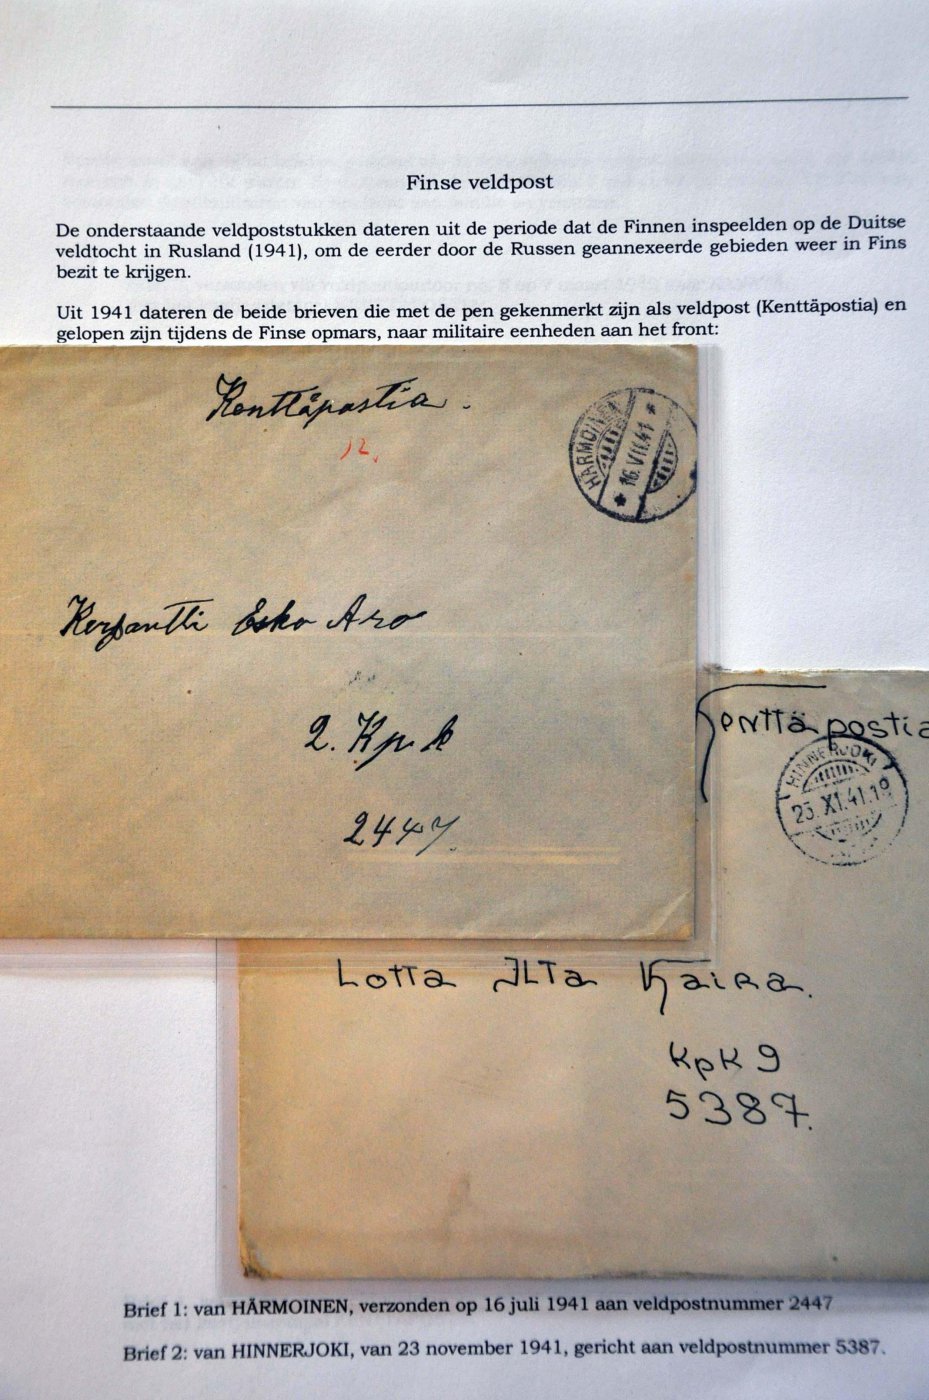 Finse veldpost
De onderstaande veldpoststukken dateren uit de periode dat de Finnen inspeelden op de Duitse
veldtocht in Rusland (1941), om de eerder door de Russen geannexeerde gebieden weer in Fins
bezit te krijgen.
Uit 1941 dateren de beide brieven die met de pen gekenmerkt zijn als veldpost (Kenttäpostia) en
gelopen zijn tijdens de Finse opmars, naar militaire eenheden aan het front:
Kenttäpostia.
12.
HARMOINEN
16.VII.41
Kersantti Esko Aro
2. Kp.k
2447.
Kenttäpostia
HINNERJOKI
23.XI.41.19
Lotta Ilta Kaira.
KpK 9
5387.
Brief 1: van HÄRMOINEN, verzonden op 16 juli 1941 aan veldpostnummer 2447
Brief 2: van HINNERJOKI, van 23 november 1941, gericht aan veldpostnummer 5387.